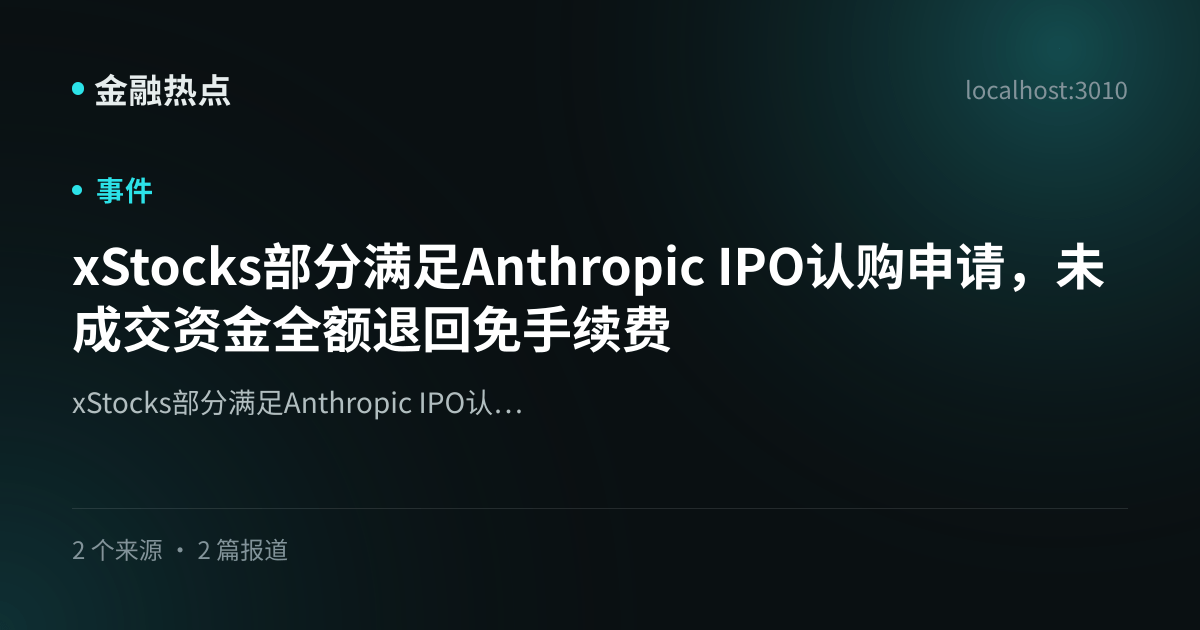 金融热点
localhost:3010
事件
xStocks部分满足Anthropic IPO认购申请，未
成交资金全额退回免手续费
xStocks部分满足Anthropic IPO认…
2 个来源 · 2 篇报道